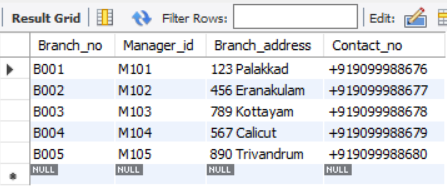 Result Grid Filter Rows: Edit:
Branch_no Manager_id Branch_address Contact_no
B001 M101 123 Palakkad +919099988676
B002 M102 456 Eranakulam +919099988677
B003 M103 789 Kottayam +919099988678
B004 M104 567 Calicut +919099988679
B005 M105 890 Trivandrum +919099988680
NULL NULL NULL NULL